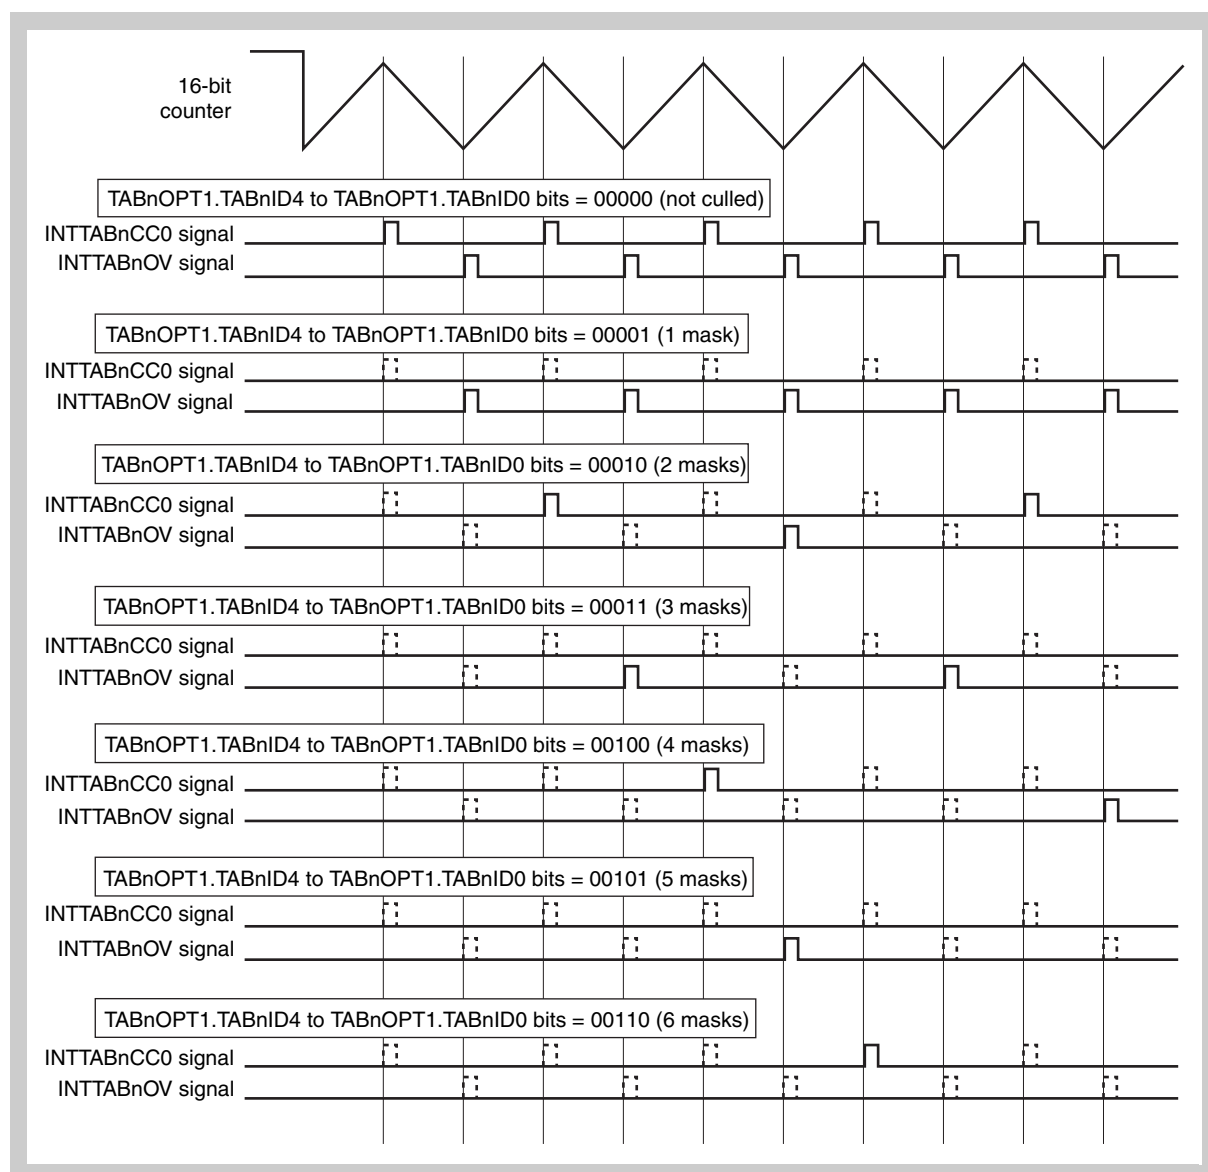 16-bit
counter
TABnOPT1.TABnID4 to TABnOPT1.TABnID0 bits = 00000 (not culled)
INTTABnCC0 signal
INTTABnOV signal
TABnOPT1.TABnID4 to TABnOPT1.TABnID0 bits = 00001 (1 mask)
INTTABnCC0 signal
INTTABnOV signal
TABnOPT1.TABnID4 to TABnOPT1.TABnID0 bits = 00010 (2 masks)
INTTABnCC0 signal
INTTABnOV signal
TABnOPT1.TABnID4 to TABnOPT1.TABnID0 bits = 00011 (3 masks)
INTTABnCC0 signal
INTTABnOV signal
TABnOPT1.TABnID4 to TABnOPT1.TABnID0 bits = 00100 (4 masks)
INTTABnCC0 signal
INTTABnOV signal
TABnOPT1.TABnID4 to TABnOPT1.TABnID0 bits = 00101 (5 masks)
INTTABnCC0 signal
INTTABnOV signal
TABnOPT1.TABnID4 to TABnOPT1.TABnID0 bits = 00110 (6 masks)
INTTABnCC0 signal
INTTABnOV signal